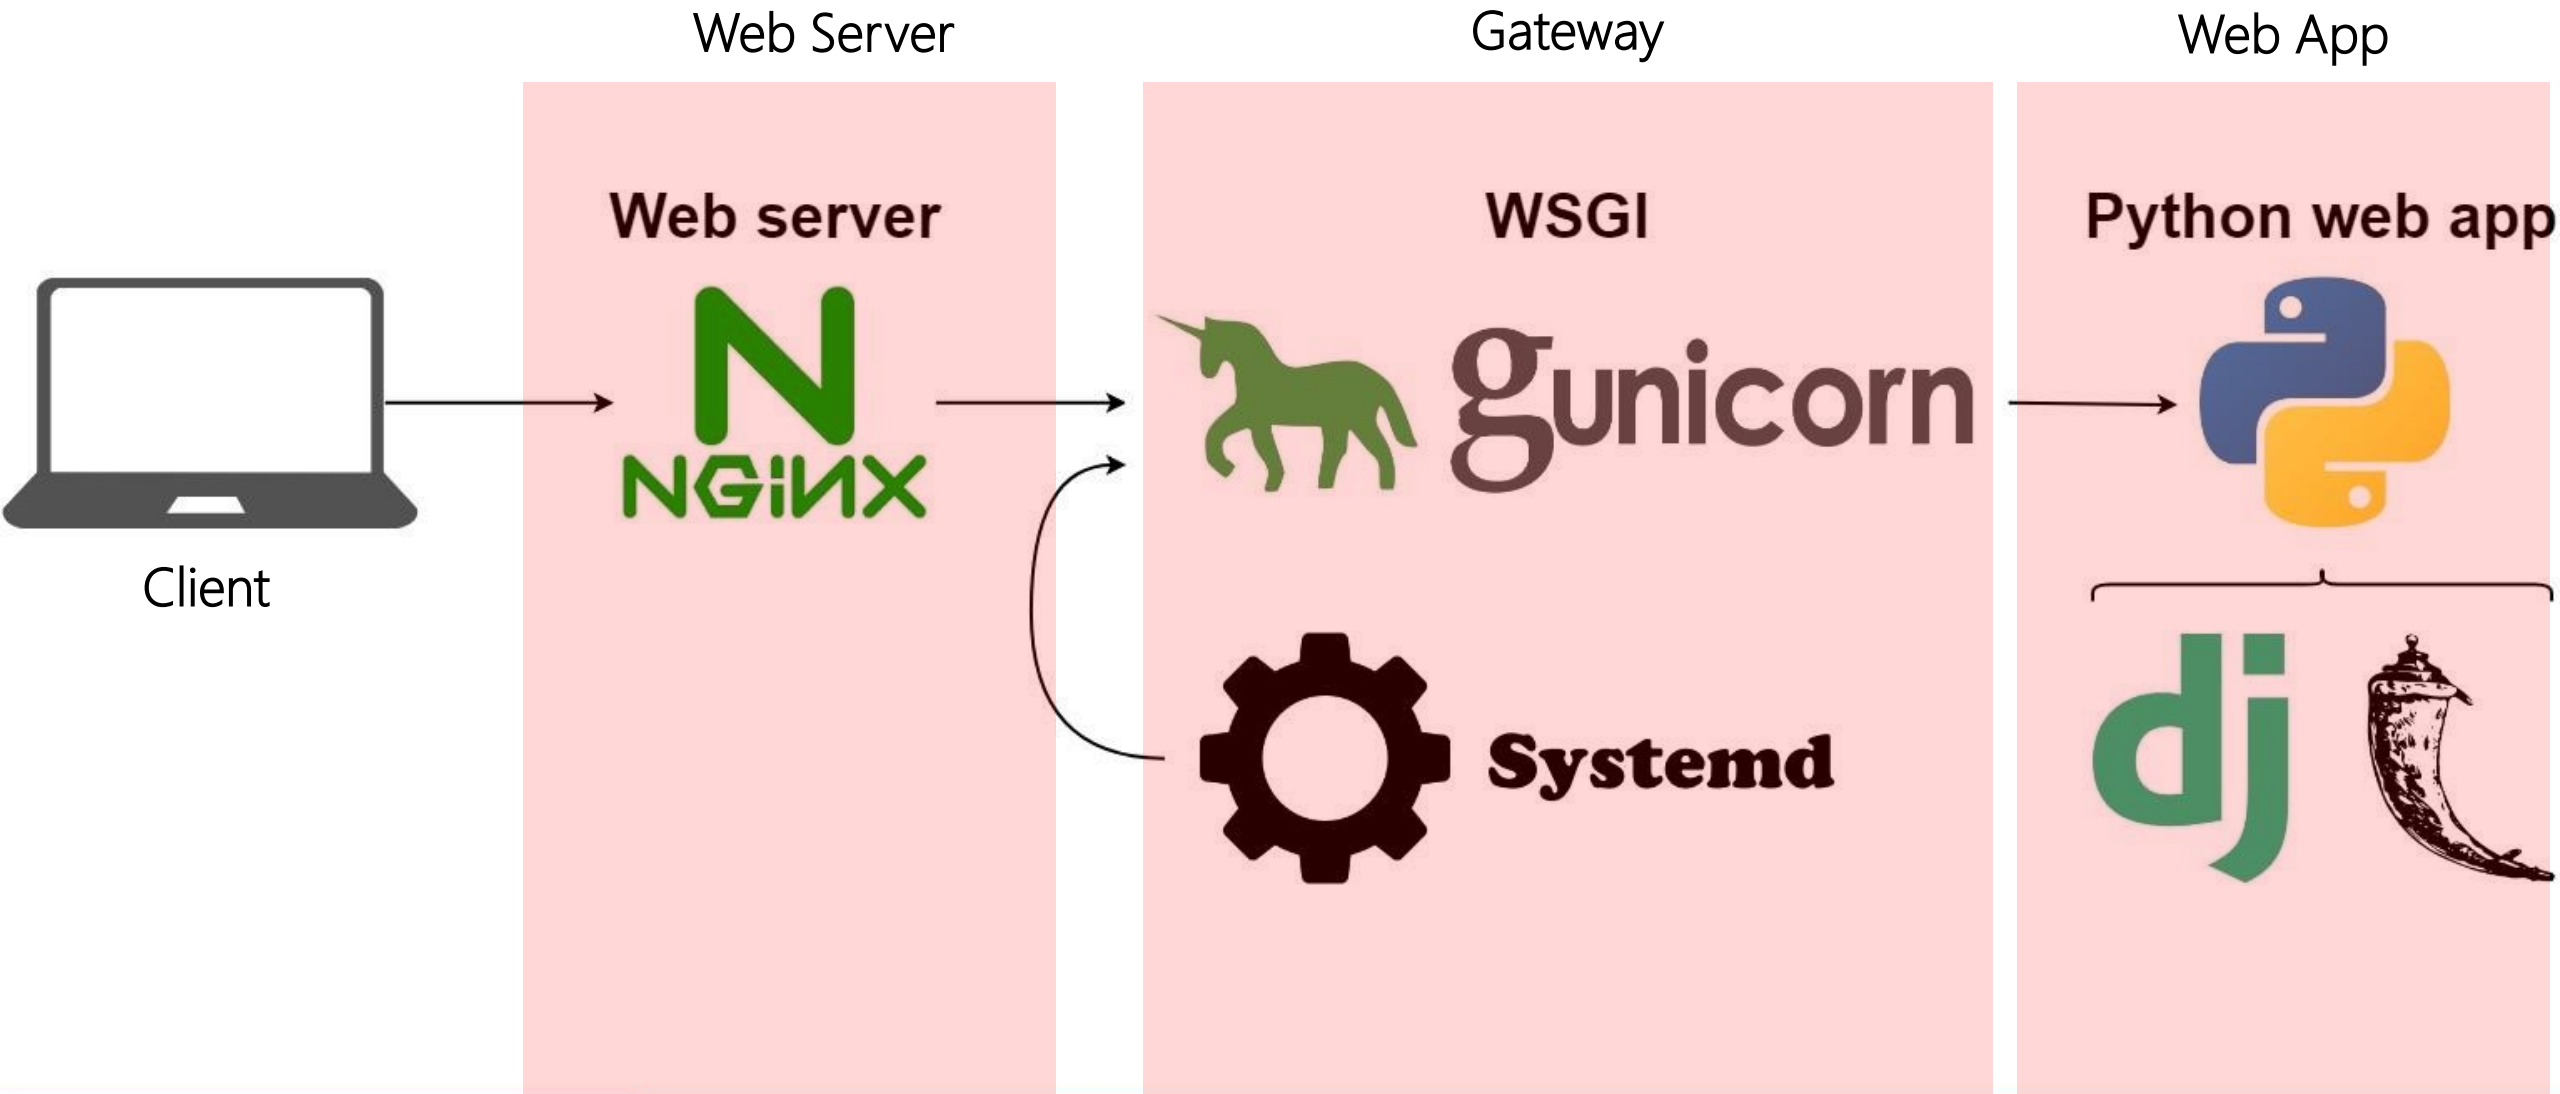 Web Server
Gateway
Web App
Web server
WSGI
Python web app
NGiNX
gunicorn
Client
Systemd
dj